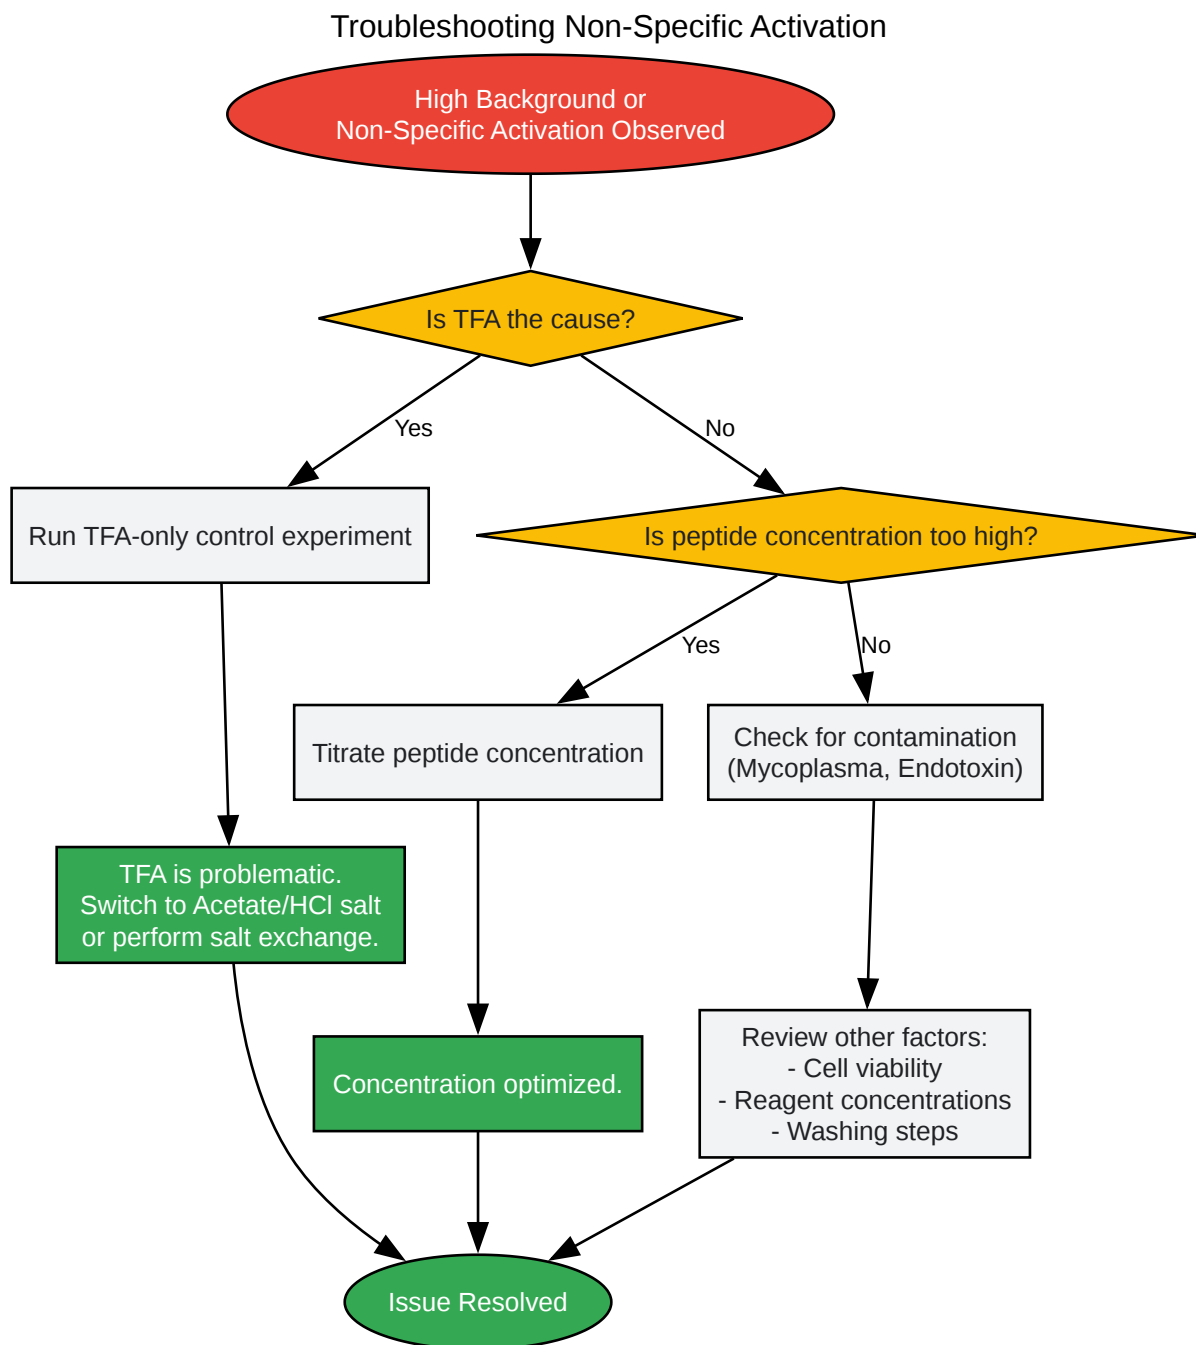 Troubleshooting Non-Specific Activation
High Background or
Non-Specific Activation Observed
Is TFA the cause?
Yes
No
Run TFA-only control experiment
Is peptide concentration too high?
Yes
No
Titrate peptide concentration
Check for contamination
(Mycoplasma, Endotoxin)
TFA is problematic.
Switch to Acetate/HCl salt
or perform salt exchange.
Concentration optimized.
Review other factors:
- Cell viability
- Reagent concentrations
- Washing steps
Issue Resolved